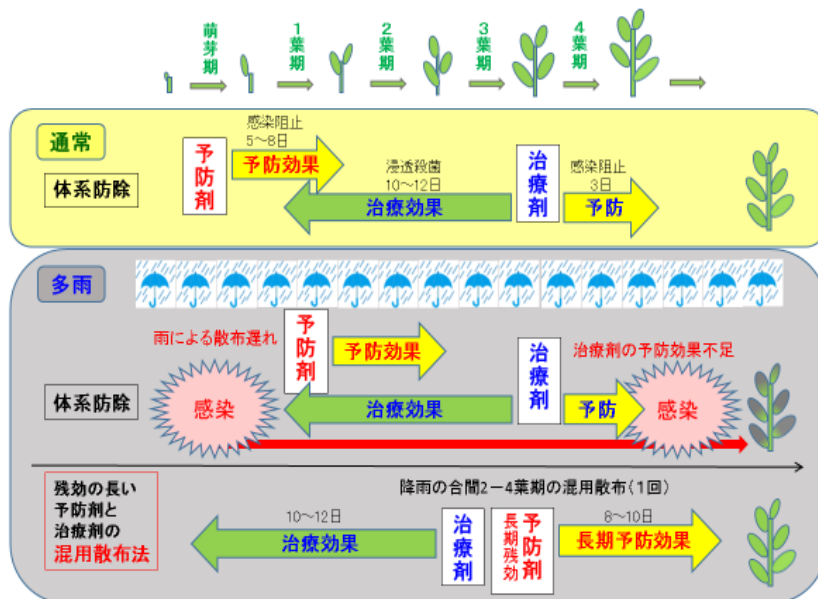 萌芽期
1葉期
2葉期
3葉期
4葉期
通常
体系防除
予防剤
感染阻止
5〜8日
予防効果
浸透殺菌
10〜12日
治療効果
治療剤
感染阻止
3日
予防
多雨
雨による散布遅れ
予防剤
予防効果
治療剤
治療剤の予防効果不足
体系防除
感染
治療効果
予防
感染
残効の長い
予防剤と
治療剤の
混用散布法
降雨の合間2－4葉期の混用散布(1回)
10〜12日
治療効果
治療剤
予防剤
長期残効
8〜10日
長期予防効果